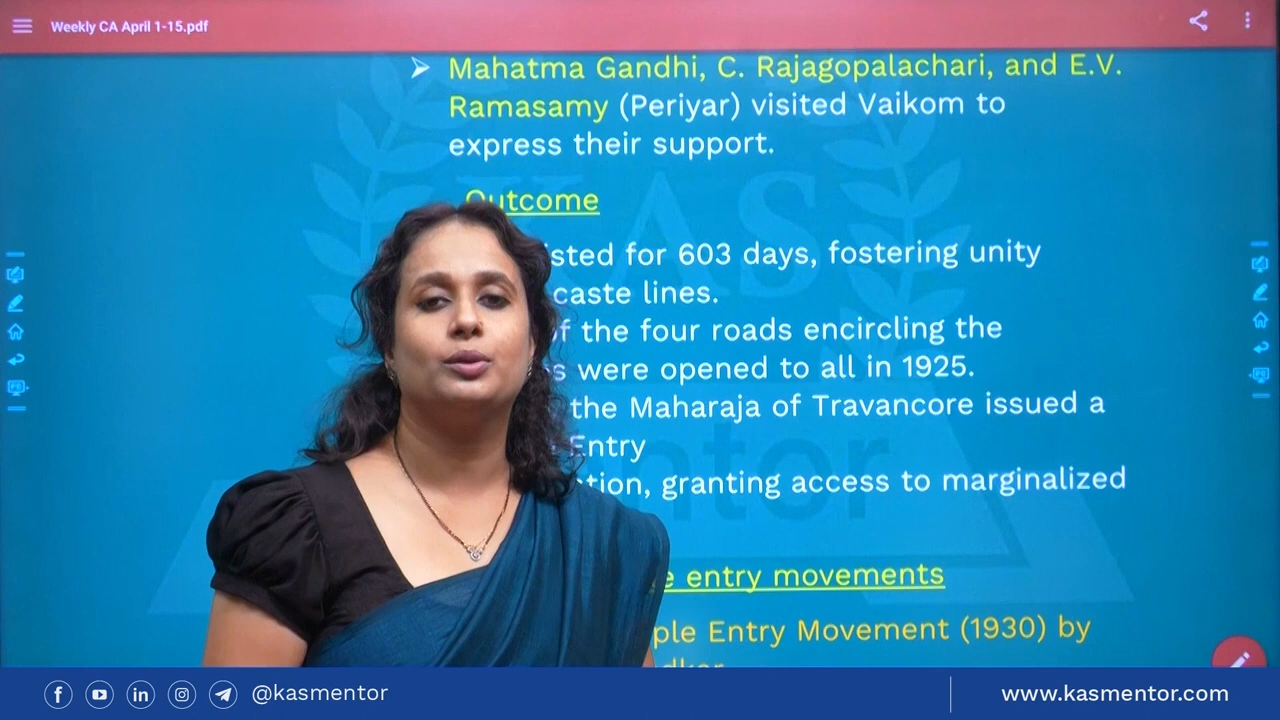 Weekly CA April 1-15.pdf
➤ Mahatma Gandhi, C. Rajagopalachari, and E.V.
Ramasamy (Periyar) visited Vaikom to
express their support.
Outcome
for 603 days, fostering unity
caste lines.
the four roads encircling the
were opened to all in 1925.
the Maharaja of Travancore issued a
Entry
granting access to marginalized
entry movements
Entry Movement (1930) by
KAS
@kasmentor
www.kasmentor.com